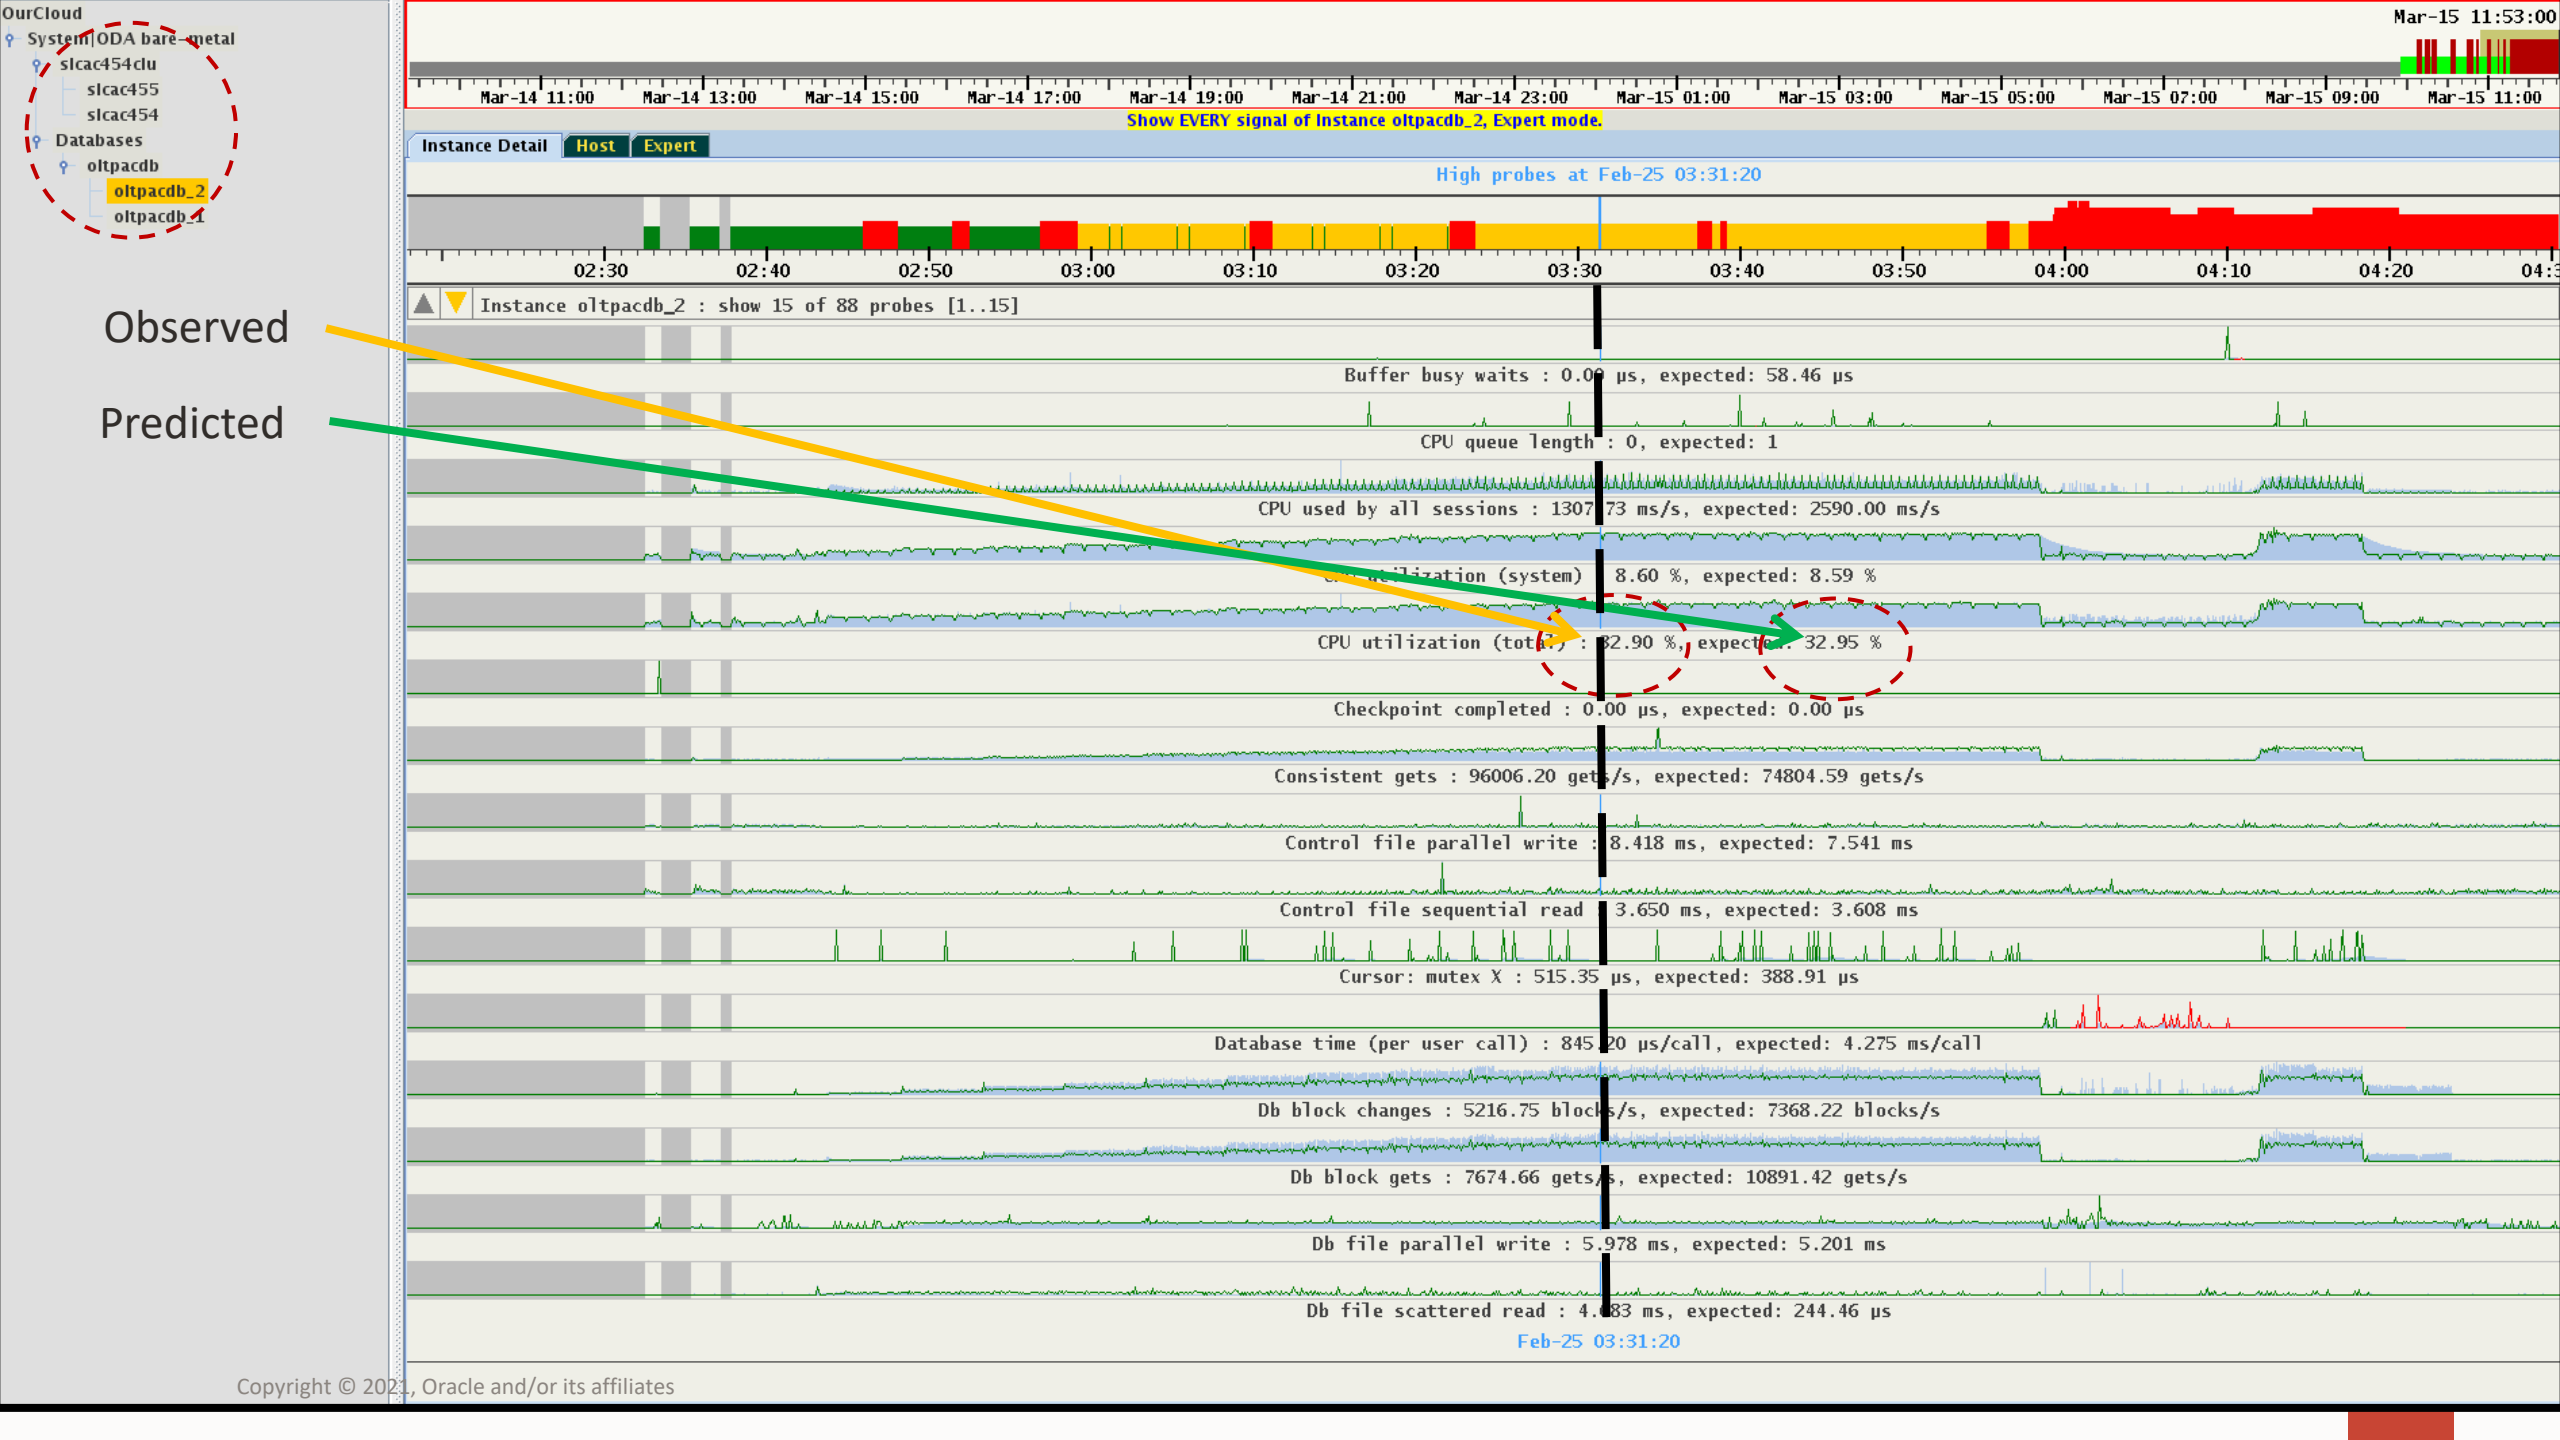 OurCloud
System|ODA bare-metal
slcac454clu
slcac455
slcac454
Databases
oltpacdb
oltpacdb_2
oltpacdb_1
Observed
Predicted
Mar-15 11:53:00
Mar-14 11:00 Mar-14 13:00 Mar-14 15:00 Mar-14 17:00 Mar-14 19:00 Mar-14 21:00 Mar-14 23:00 Mar-15 01:00 Mar-15 03:00 Mar-15 05:00 Mar-15 07:00 Mar-15 09:00 Mar-15 11:00
Show EVERY signal of Instance oltpacdb_2, Expert mode.
Instance Detail Host Expert
High probes at Feb-25 03:31:20
02:30 02:40 02:50 03:00 03:10 03:20 03:30 03:40 03:50 04:00 04:10 04:20
Instance oltpacdb_2 : show 15 of 88 probes [1..15]
Buffer busy waits : 0.00 µs, expected: 58.46 µs
CPU queue length : 0, expected: 1
CPU used by all sessions : 1307.73 ms/s, expected: 2590.00 ms/s
utilization (system) 8.60 %, expected: 8.59 %
CPU utilization (total) : 32.90 %, expected: 32.95 %
Checkpoint completed : 0.00 µs, expected: 0.00 µs
Consistent gets : 96006.20 gets/s, expected: 74804.59 gets/s
Control file parallel write : 8.418 ms, expected: 7.541 ms
Control file sequential read 3.650 ms, expected: 3.608 ms
Cursor: mutex X : 515.35 µs, expected: 388.91 µs
Database time (per user call) : 845.20 µs/call, expected: 4.275 ms/call
Db block changes : 5216.75 blocks/s, expected: 7368.22 blocks/s
Db block gets : 7674.66 gets/s, expected: 10891.42 gets/s
Db file parallel write : 5.978 ms, expected: 5.201 ms
Db file scattered read : ms, expected: 244.46 µs
Feb-25 03:31:20
Copyright © 2021, Oracle and/or its affiliates